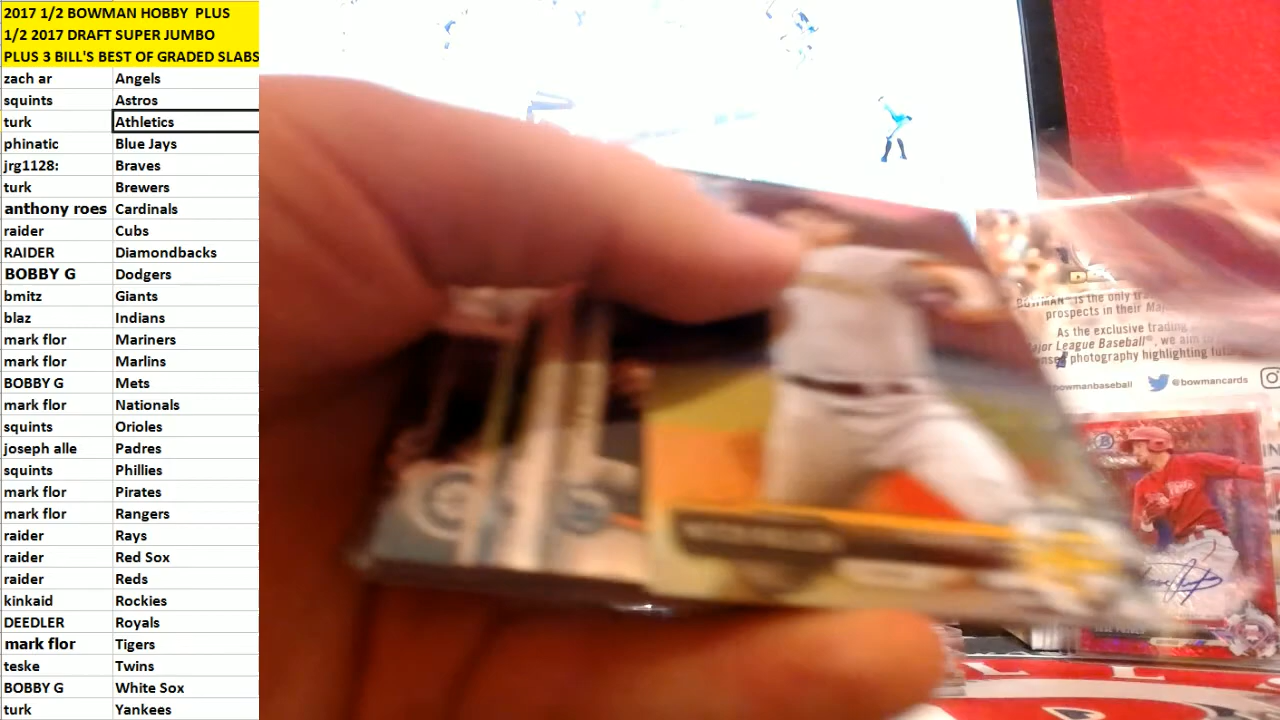 2017 1/2 BOWMAN HOBBY PLUS
1/2 2017 DRAFT SUPER JUMBO
PLUS 3 BILL'S BEST OF GRADED SLABS
zach ar Angels
squints Astros
turk Athletics
phinatic Blue Jays
jrg1128: Braves
turk Brewers
anthony roes Cardinals
raider Cubs
RAIDER Diamondbacks
BOBBY G Dodgers
bmitz Giants
blaz Indians
mark flor Mariners
mark flor Marlins
BOBBY G Mets
mark flor Nationals
squints Orioles
joseph alle Padres
squints Phillies
mark flor Pirates
mark flor Rangers
raider Rays
raider Red Sox
raider Reds
kinkaid Rockies
DEEDLER Royals
mark flor Tigers
teske Twins
BOBBY G White Sox
turk Yankees
BOWMAN is the only
prospects in their
As the exclusive trading
Major League Baseball®, we aim
photography highlighting
@bowmancards